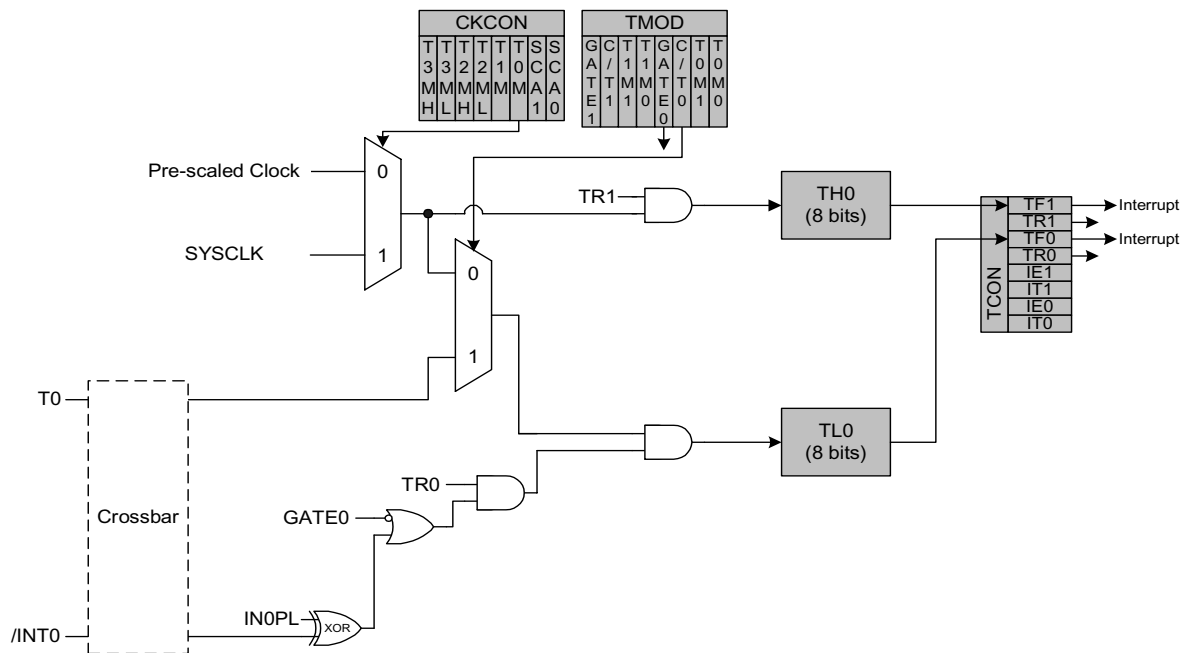 CKCON
T3MH T3ML T2MH T2ML T1M T0M SCA1 SCA0
TMOD
GATE1 C/T1 T1M1 T1M0 GATE0 C/T0 T0M1 T0M0
Pre-scaled Clock
0
SYSCLK
1
TR1
TH0
(8 bits)
TCON
TF1
TR1
TF0
TR0
IE1
IT1
IE0
IT0
Interrupt
Interrupt
0
1
T0
Crossbar
TL0
(8 bits)
TR0
GATE0
IN0PL
XOR
/INT0